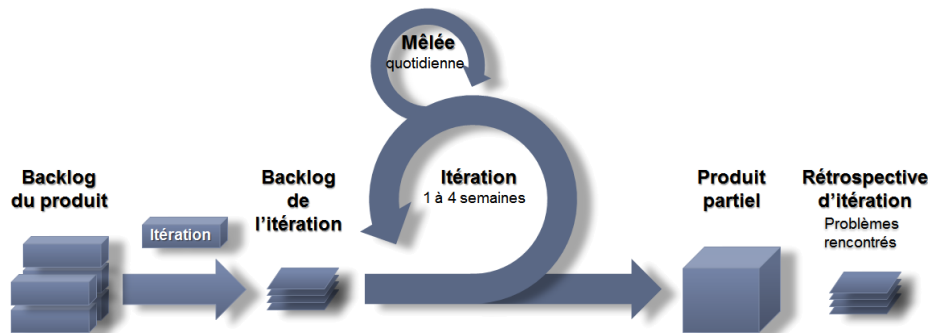 Mêlée
quotidienne
Backlog
du produit
Itération
Backlog
de
l'itération
Itération
1 à 4 semaines
Produit
partiel
Rétrospective
d'itération
Problèmes
rencontrés